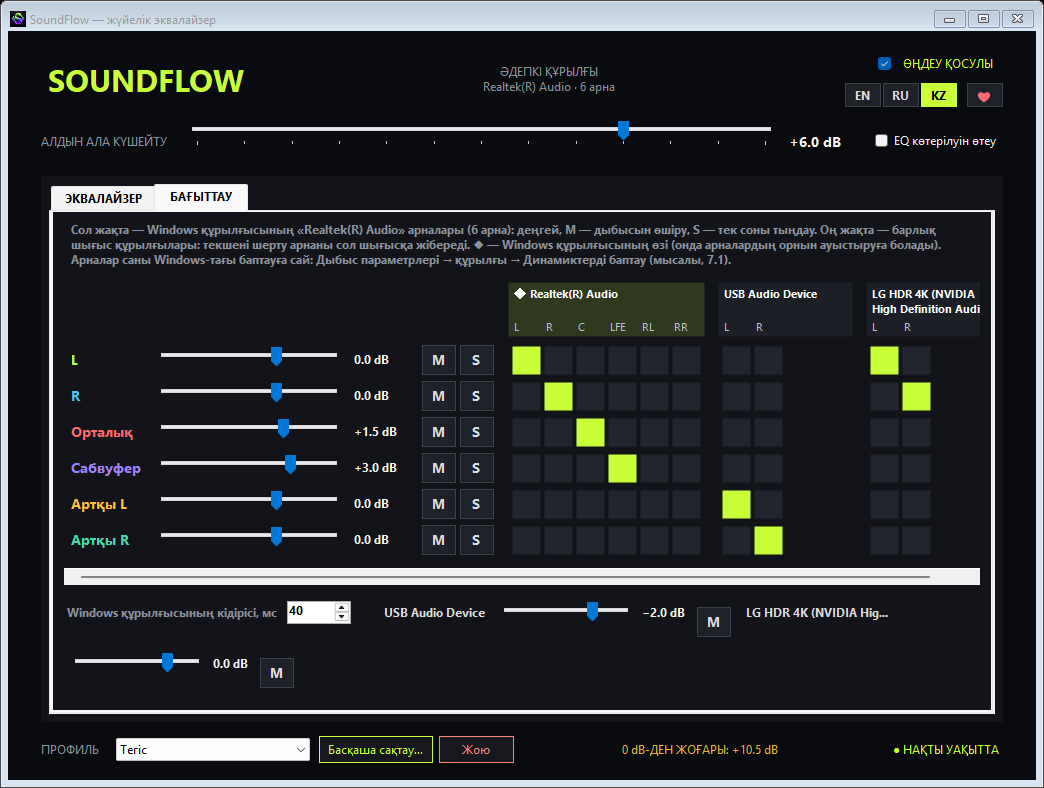 SoundFlow — жүйелік эквалайзер
SOUNDFLOW
ӘДЕПКІ ҚҰРЫЛҒЫ
Realtek(R) Audio · 6 арна
ӨҢДЕУ ҚОСУЛЫ
EN RU KZ
АЛДЫН АЛА КҮШЕЙТУ
+6.0 dB
EQ көтерілуін өтеу
ЭКВАЛАЙЗЕР БАҒЫТТАУ
Сол жақта — Windows құрылғысының «Realtek(R) Audio» арналары (6 арна): деңгей, M — дыбысын өшіру, S — тек соны тыңдау. Оң жақта — барлық
шығыс құрылғылары: текшені шерту арнаны сол шығысқа жібереді. ◆ — Windows құрылғысының өзі (онда арналардың орнын ауыстыруға болады).
Арналар саны Windows-тағы баптауға сай: Дыбыс параметрлері → құрылғы → Динамиктерді баптау (мысалы, 7.1).
◆ Realtek(R) Audio
L R C LFE RL RR
USB Audio Device
L R
LG HDR 4K (NVIDIA
High Definition Audi
L R
L 0.0 dB M S
R 0.0 dB M S
Орталық +1.5 dB M S
Сабвуфер +3.0 dB M S
Артқы L 0.0 dB M S
Артқы R 0.0 dB M S
Windows құрылғысының кідірісі, мс 40 USB Audio Device −2.0 dB M LG HDR 4K (NVIDIA Hig...
0.0 dB M
ПРОФИЛЬ Тегіс Басқаша сақтау... Жою 0 dB-ДЕН ЖОҒАРЫ: +10.5 dB ● НАҚТЫ УАҚЫТТА